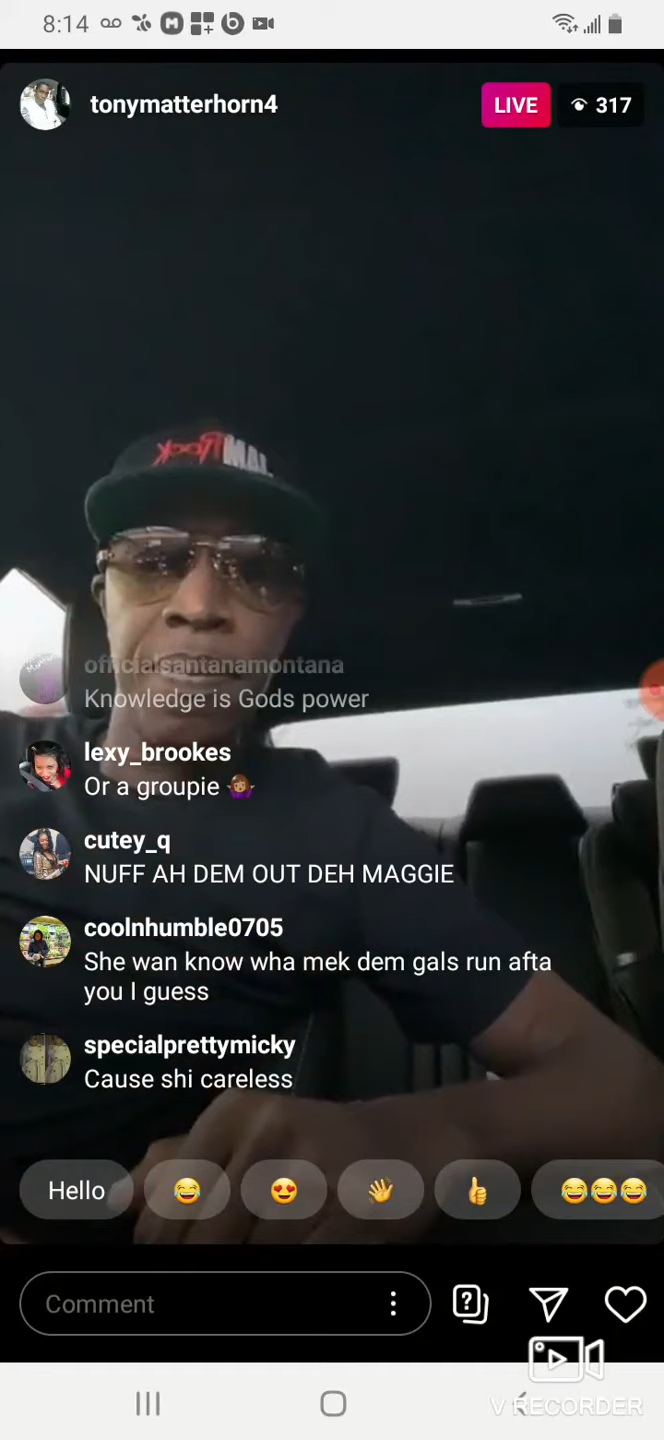 8:14
tonymatterhorn4
LIVE
317
officialsantanamontana
Knowledge is Gods power
lexy_brookes
Or a groupie 🤷🏽‍♀️
cutey_q
NUFF AH DEM OUT DEH MAGGIE
coolnhumble0705
She wan know wha mek dem gals run afta
you I guess
specialprettymicky
Cause shi careless
Hello 😂 😍 👋 👍 😂😂😂
Comment
V RECORDER